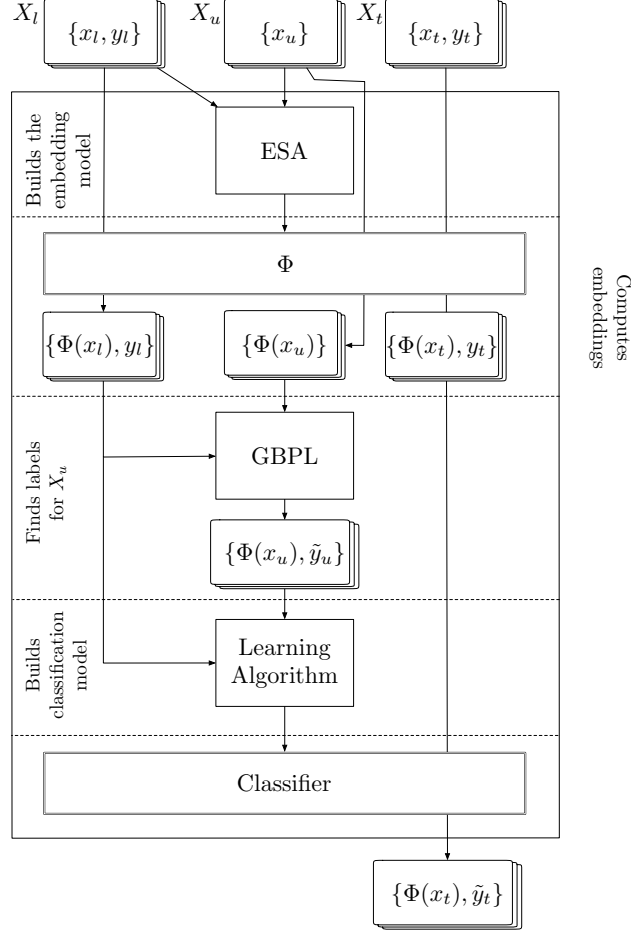 X_l {x_l, y_l} X_u {x_u} X_t {x_t, y_t}
Builds the
embedding
model
ESA
Φ
Computes
embeddings
{Φ(x_l), y_l} {Φ(x_u)} {Φ(x_t), y_t}
Finds labels
for X_u
GBPL
{Φ(x_u), ỹ_u}
Builds
classification
model
Learning
Algorithm
Classifier
{Φ(x_t), ỹ_t}